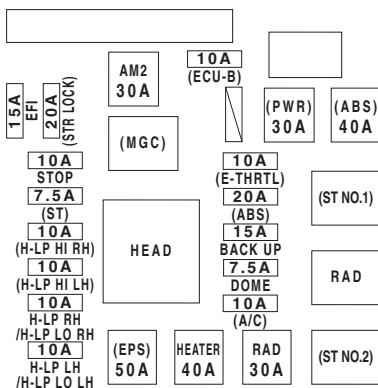 10A
(ECU-B)
AM2
30A
15A
EFI
20A
(STR LOCK)
(PWR)
30A
(ABS)
40A
(MGC)
10A
STOP
7.5A
(ST)
10A
(H-LP HI RH)
10A
(H-LP HI LH)
10A
H-LP RH
/H-LP LO RH
10A
H-LP LH
/H-LP LO LH
HEAD
10A
(E-THRTL)
20A
(ABS)
15A
BACK UP
7.5A
DOME
10A
(A/C)
(ST NO.1)
RAD
(ST NO.2)
(EPS)
50A
HEATER
40A
RAD
30A